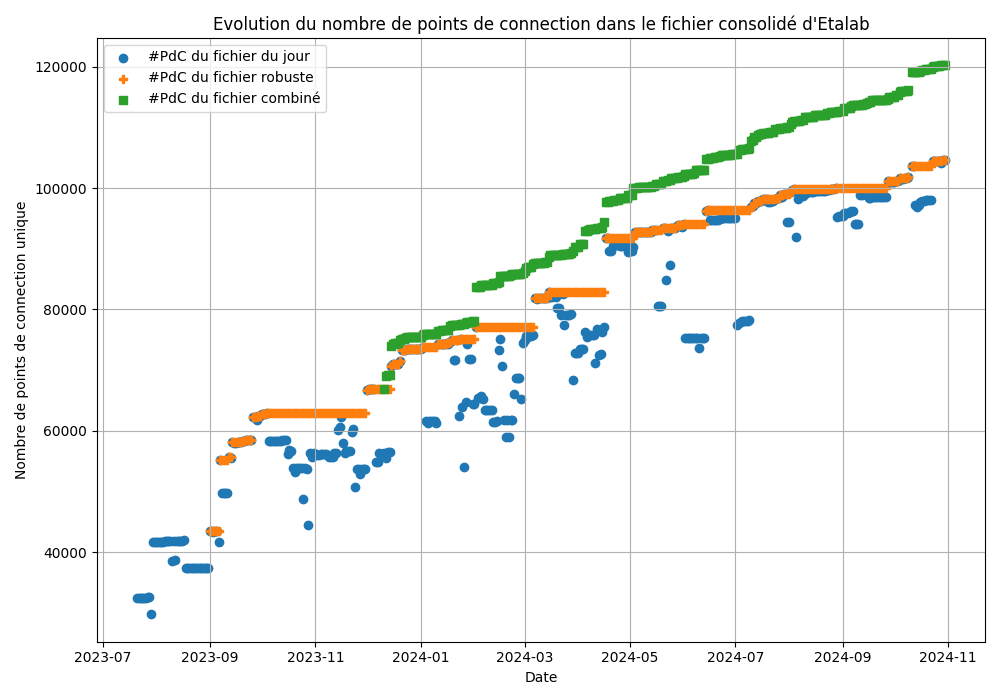 Evolution du nombre de points de connection dans le fichier consolidé d'Etalab
#PdC du fichier du jour
#PdC du fichier robuste
#PdC du fichier combiné
Nombre de points de connection unique
120000
100000
80000
60000
40000
2023-07
2023-09
2023-11
2024-01
2024-03
2024-05
2024-07
2024-09
2024-11
Date